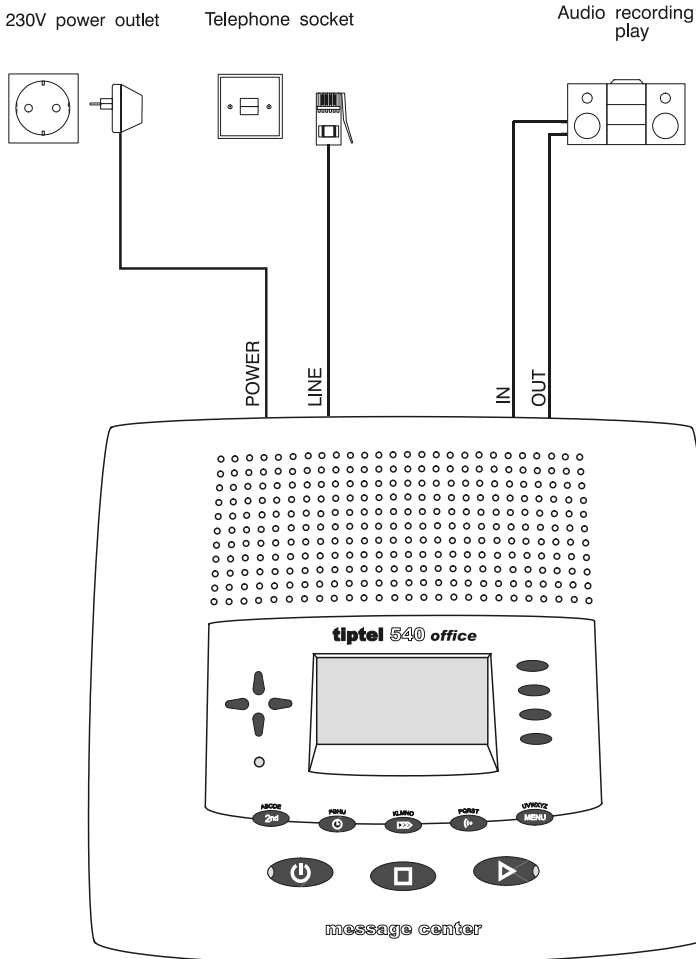 230V power outlet
Telephone socket
Audio recording
play
POWER
LINE
IN
OUT
tiptel 540 office
ABCDE
FGHIJ
KLMNO
PQRST
UVWXYZ
2nd
MENU
message center